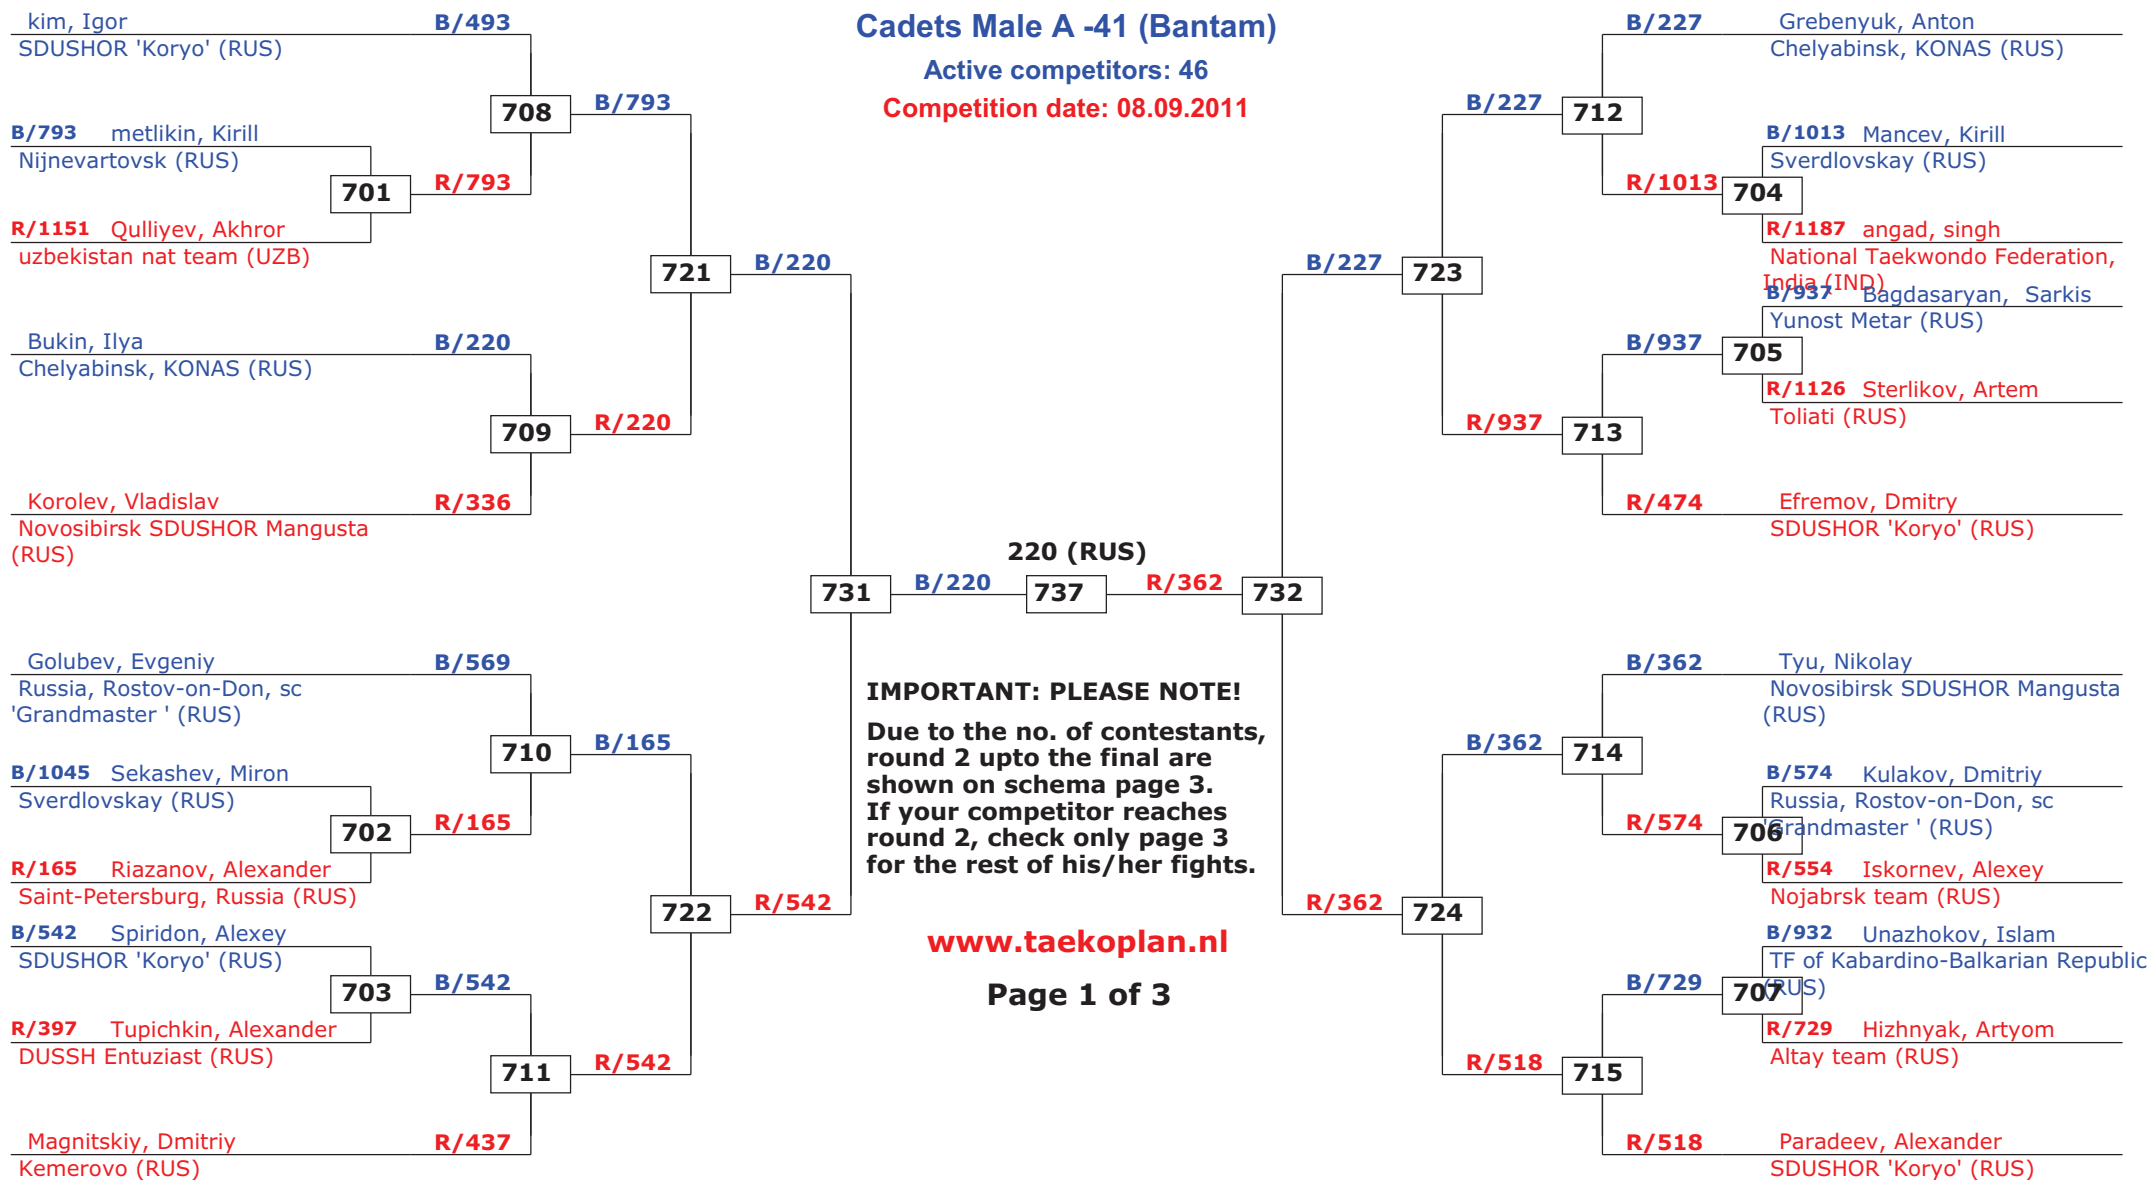 Cadets Male A -41 (Bantam)
Active competitors: 46
Competition date: 08.09.2011
kim, Igor B/493
SDUSHOR 'Koryo' (RUS)
708 B/793
B/793 metlikin, Kirill
Nijnevartovsk (RUS)
701 R/793
R/1151 Qulliyev, Akhror
uzbekistan nat team (UZB)
721 B/220
Bukin, Ilya B/220
Chelyabinsk, KONAS (RUS)
709 R/220
Korolev, Vladislav R/336
Novosibirsk SDUSHOR Mangusta
(RUS)
731 B/220
Golubev, Evgeniy B/569
Russia, Rostov-on-Don, sc
'Grandmaster ' (RUS)
710 B/165
B/1045 Sekashev, Miron
Sverdlovskay (RUS)
702 R/165
R/165 Riazanov, Alexander
Saint-Petersburg, Russia (RUS)
722 R/542
B/542 Spiridon, Alexey
SDUSHOR 'Koryo' (RUS)
703 B/542
R/397 Tupichkin, Alexander
DUSSH Entuziast (RUS)
711 R/542
Magnitskiy, Dmitriy R/437
Kemerovo (RUS)
220 (RUS)
737
IMPORTANT: PLEASE NOTE!
Due to the no. of contestants,
round 2 upto the final are
shown on schema page 3.
If your competitor reaches
round 2, check only page 3
for the rest of his/her fights.
www.taekoplan.nl
Page 1 of 3
B/227 Grebenyuk, Anton
Chelyabinsk, KONAS (RUS)
B/227 712
B/1013 Mancev, Kirill
Sverdlovskay (RUS)
R/1013 704
R/1187 angad, singh
National Taekwondo Federation,
India (IND)
B/227 723
B/937 Bagdasaryan, Sarkis
Yunost Metar (RUS)
B/937 705
R/1126 Sterlikov, Artem
Toliati (RUS)
R/937 713
R/474 Efremov, Dmitry
SDUSHOR 'Koryo' (RUS)
R/362 732
B/362 Tyu, Nikolay
Novosibirsk SDUSHOR Mangusta
(RUS)
B/362 714
B/574 Kulakov, Dmitriy
Russia, Rostov-on-Don, sc
'Grandmaster ' (RUS)
R/574 706
R/554 Iskornev, Alexey
Nojabrsk team (RUS)
R/362 724
B/932 Unazhokov, Islam
TF of Kabardino-Balkarian Republic
(RUS)
B/729 707
R/729 Hizhnyak, Artyom
Altay team (RUS)
R/518 715
R/518 Paradeev, Alexander
SDUSHOR 'Koryo' (RUS)